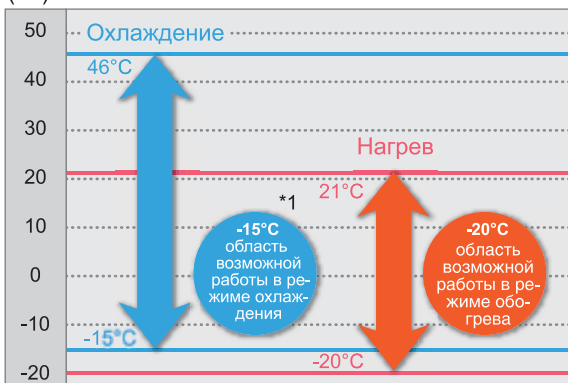 50
Охлаждение
46°C
40
30
Нагрев
20
21°C
*1
10
0
-10
-20
-15°C
область
возможной
работы в ре-
жиме охлаж-
дения
-20°C
область
возможной
работы в ре-
жиме обо-
грева
-15°C
-20°C